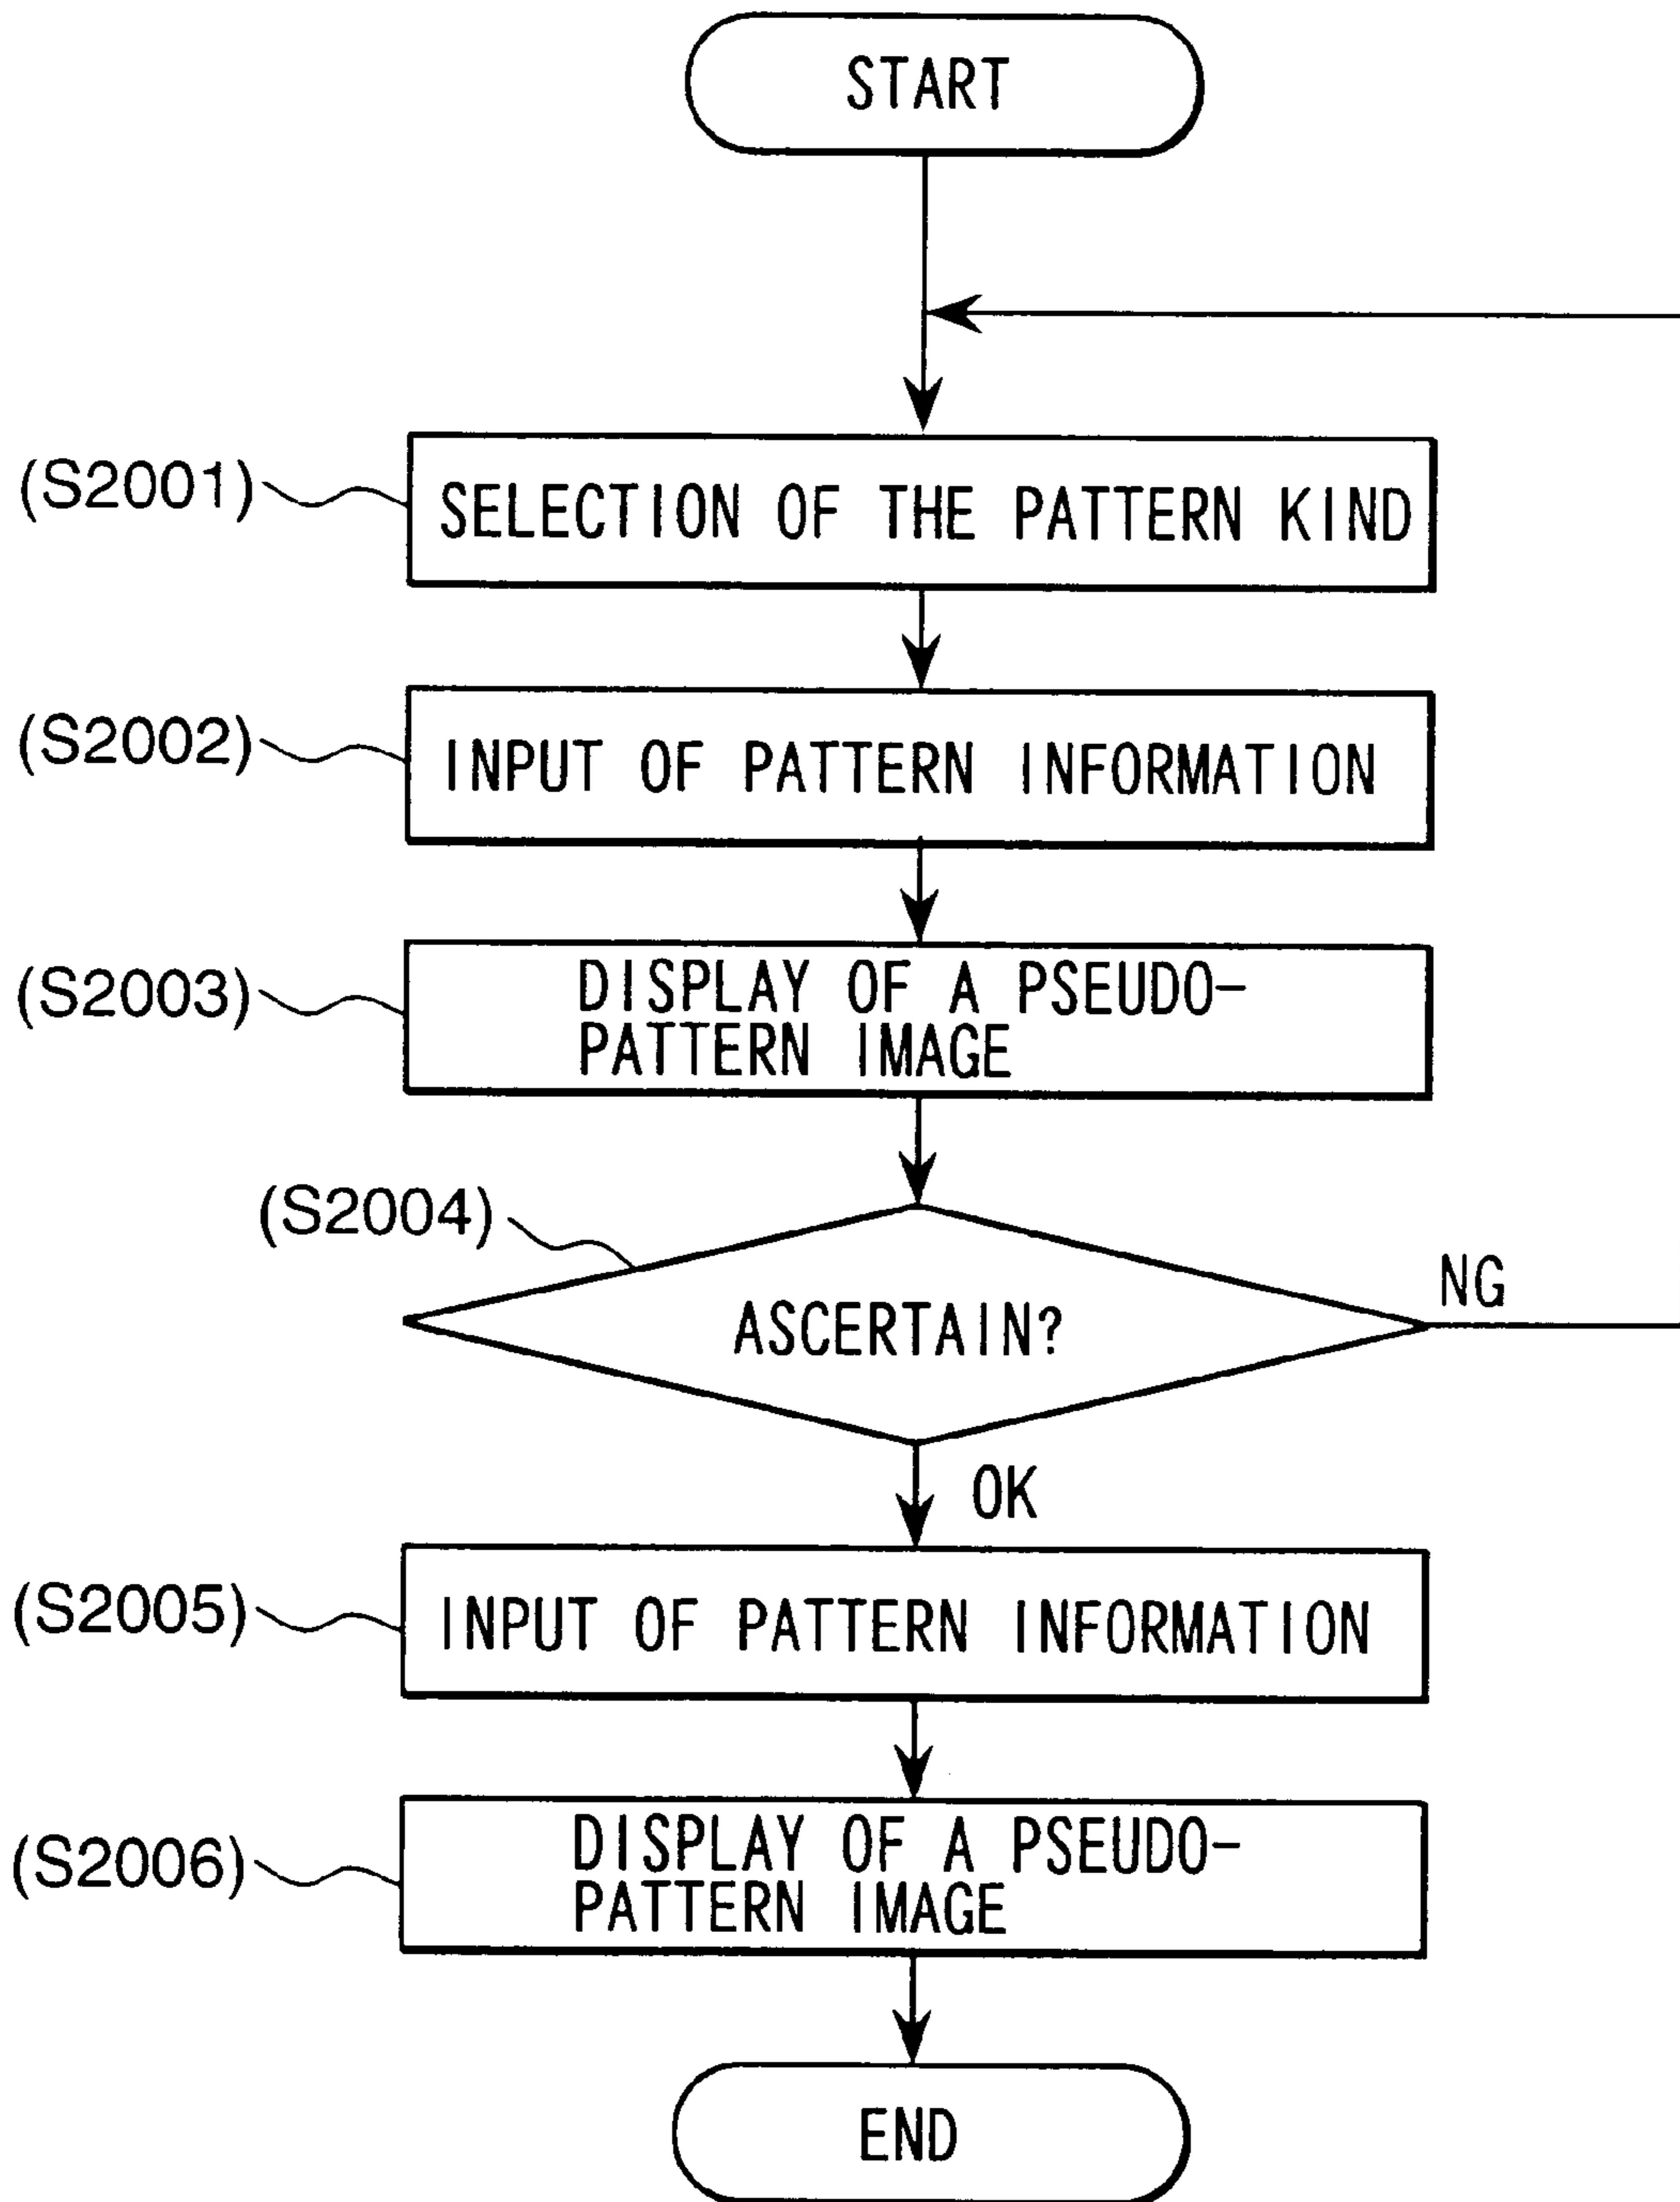 START
(S2001)
SELECTION OF THE PATTERN KIND
(S2002)
INPUT OF PATTERN INFORMATION
(S2003)
DISPLAY OF A PSEUDO-
PATTERN IMAGE
(S2004)
ASCERTAIN?
NG
OK
(S2005)
INPUT OF PATTERN INFORMATION
(S2006)
DISPLAY OF A PSEUDO-
PATTERN IMAGE
END